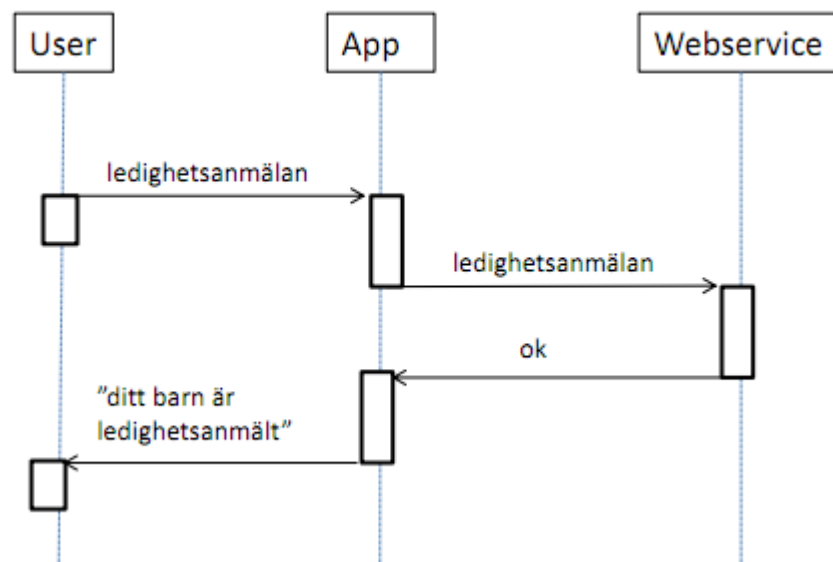 User
App
Webservice
ledighetsanmälan
ledighetsanmälan
ok
”ditt barn är
ledighetsanmält”